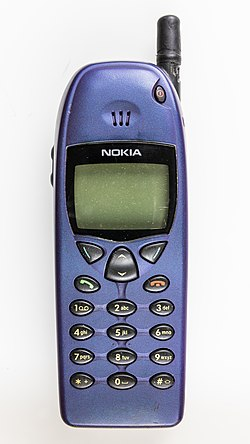 NOKIA
1 2abc 3def
4ghi 5jkl 6mno
7pqrs 8tuv 9wxyz
* + 0 #